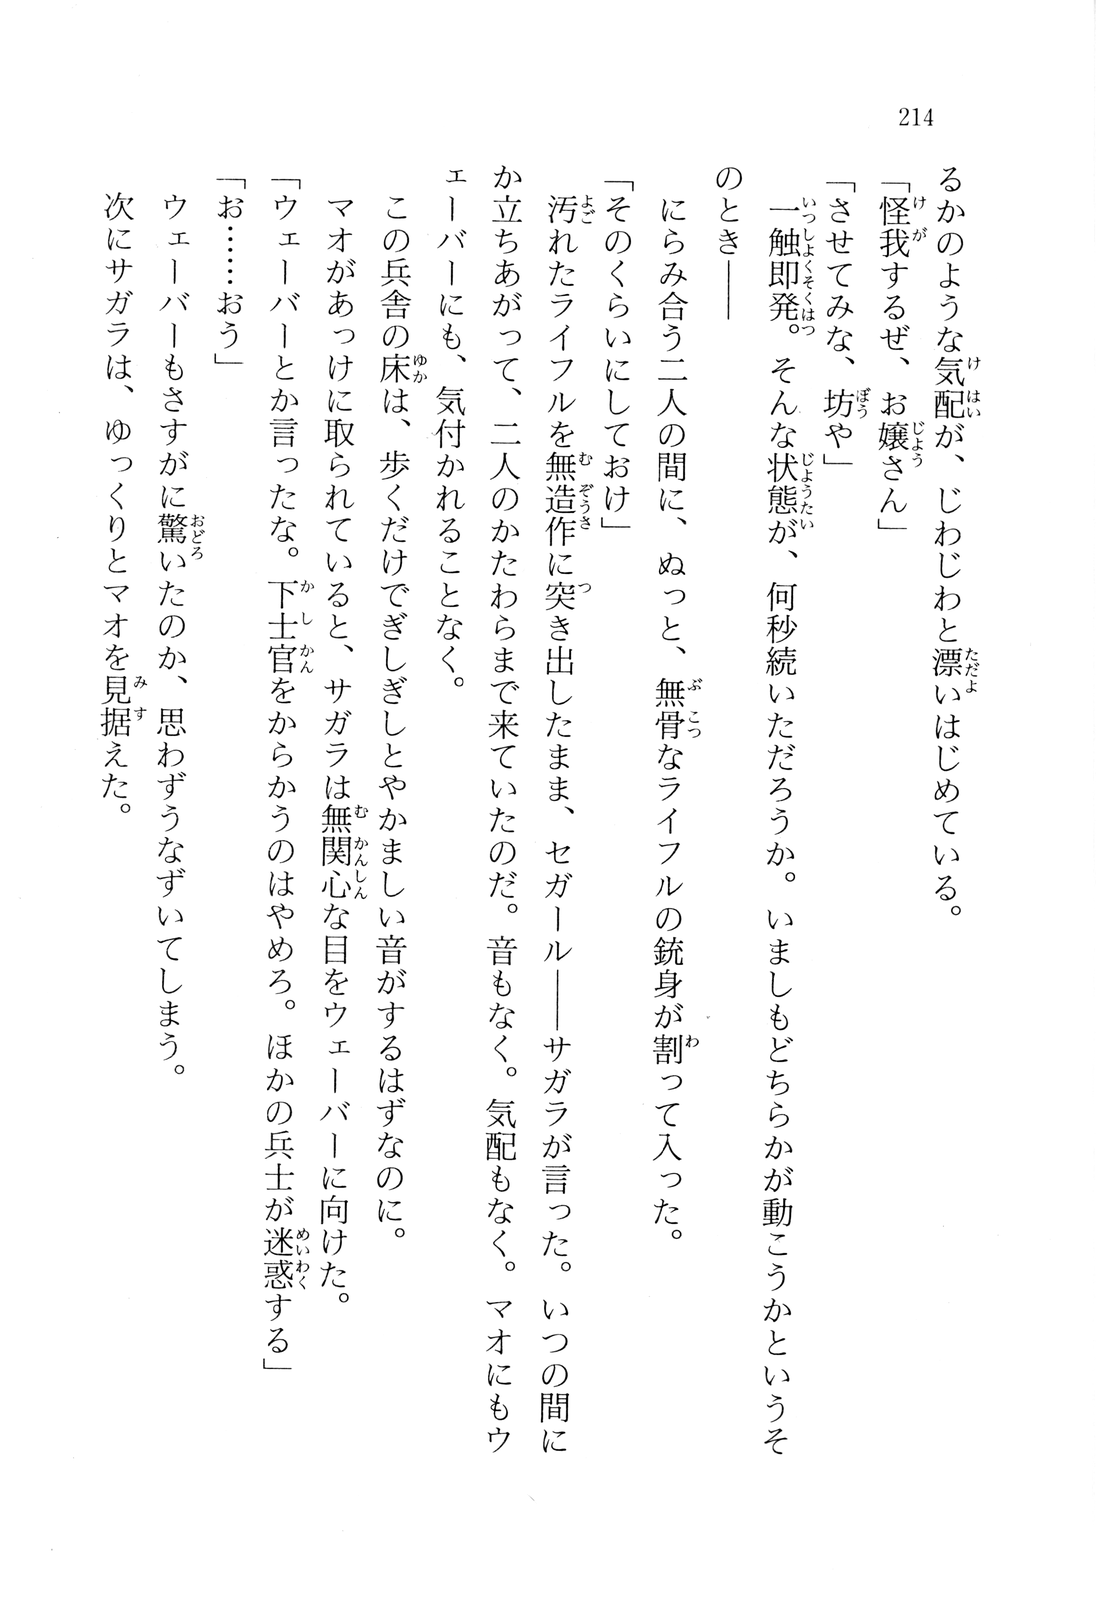 214
るかのような気配が、じわじわと漂いはじめている。
「怪我するぜ、お嬢さん」
「させてみな、坊や」
一触即発。そんな状態が、何秒続いただろうか。いましもどちらかが動こうかというそ
のとき――
にらみ合う二人の間に、ぬっと、無骨なライフルの銃身が割って入った。
「そのくらいにしておけ」
汚れたライフルを無造作に突き出したまま、セガール――サガラが言った。いつの間に
か立ちあがって、二人のかたわらまで来ていたのだ。音もなく。気配もなく。マオにもウ
ェーバーにも、気付かれることなく。
この兵舎の床は、歩くだけでぎしぎしとやかましい音がするはずなのに。
マオがあっけに取られていると、サガラは無関心な目をウェーバーに向けた。
「ウェーバーとか言ったな。下士官をからかうのはやめろ。ほかの兵士が迷惑する」
「お……おう」
ウェーバーもさすがに驚いたのか、思わずうなずいてしまう。
次にサガラは、ゆっくりとマオを見据えた。